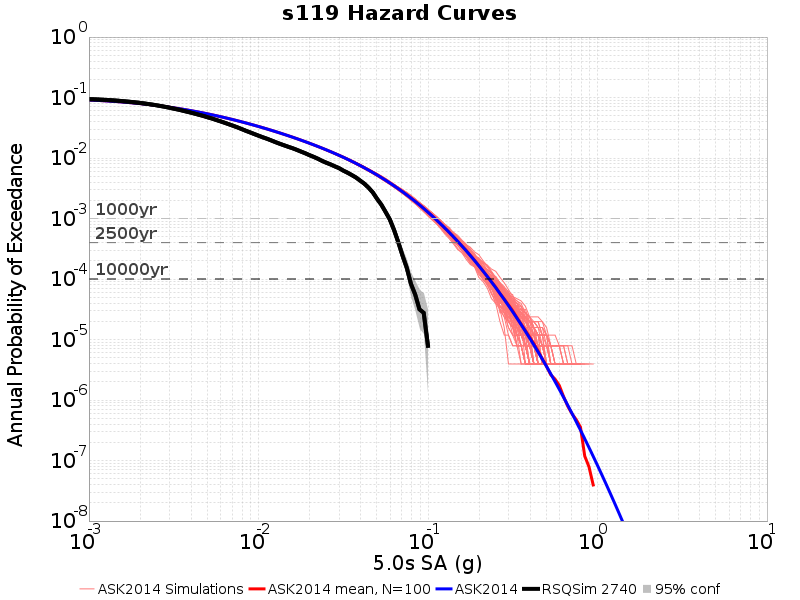 s119 Hazard Curves
Annual Probability of Exceedance
10^0
10^-1
10^-2
10^-3
10^-4
10^-5
10^-6
10^-7
10^-8
1000yr
2500yr
10000yr
10^-3 10^-2 10^-1 10^0 10^1
5.0s SA (g)
ASK2014 Simulations ASK2014 mean, N=100 ASK2014 RSQSim 2740 95% conf